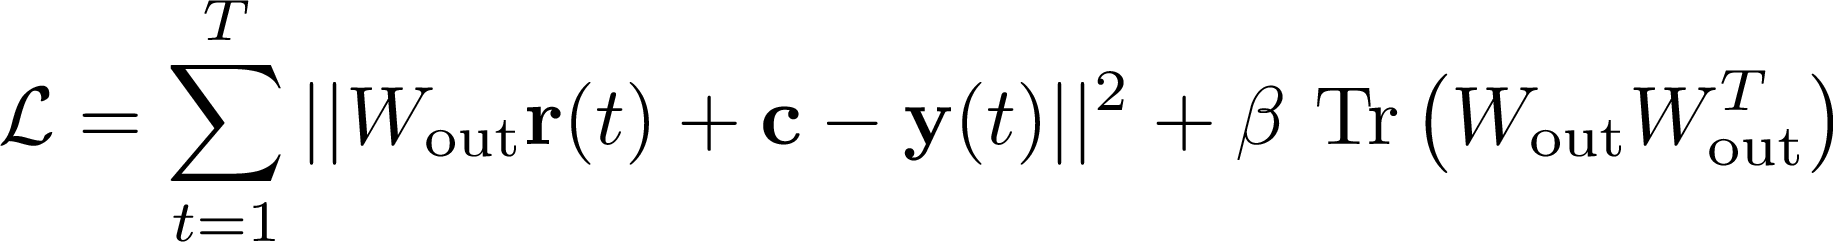 $\mathcal{L} = \sum_{t=1}^{T} ||W_{\text{out}}\mathbf{r}(t) + \mathbf{c} - \mathbf{y}(t)||^2 + \beta \ \text{Tr}\left(W_{\text{out}}W_{\text{out}}^T\right)$